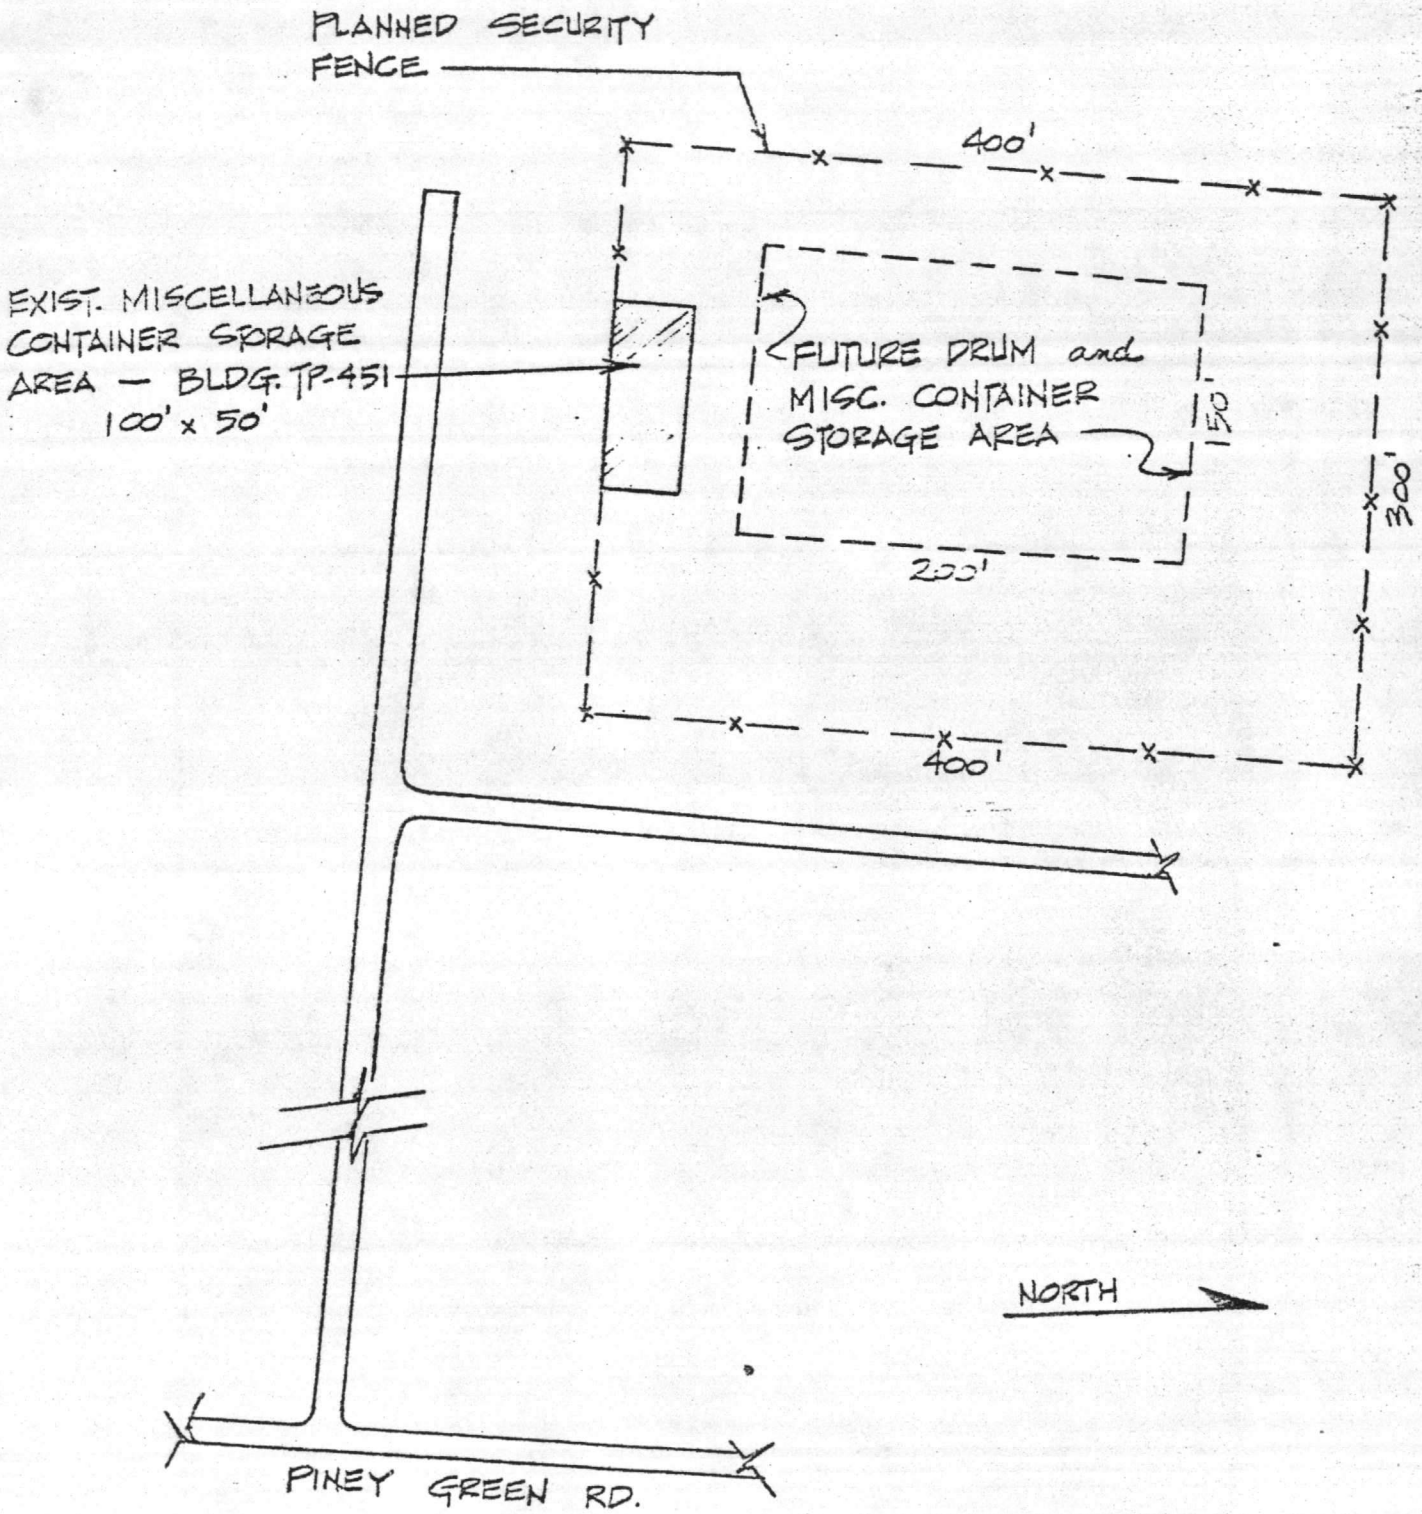 PLANNED SECURITY
FENCE
400'
EXIST. MISCELLANEOUS
CONTAINER STORAGE
AREA — BLDG. TP-451
100' x 50'
FUTURE DRUM and
MISC. CONTAINER
STORAGE AREA
150'
300'
200'
400'
NORTH
PINEY GREEN RD.